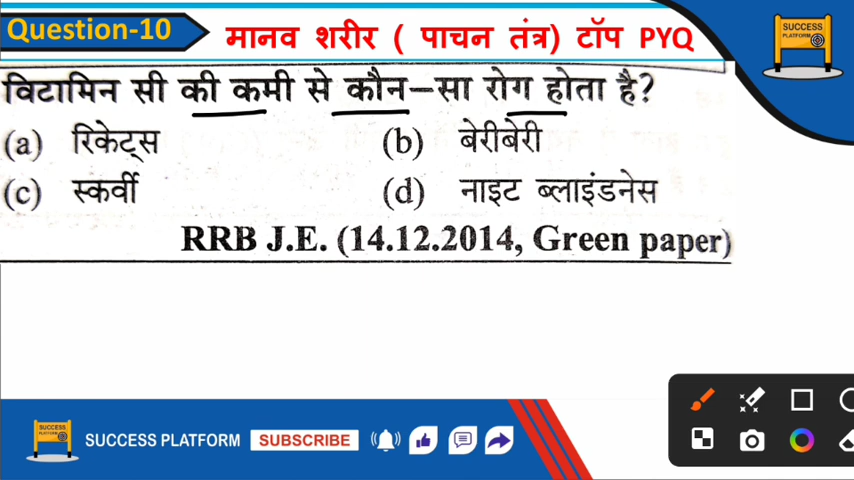 Question-10
मानव शरीर ( पाचन तंत्र) टॉप PYQ
SUCCESS
PLATFORM
विटामिन सी की कमी से कौन–सा रोग होता है?
(a) रिकेट्स (b) बेरीबेरी
(c) स्कर्वी (d) नाइट ब्लाइंडनेस
RRB J.E. (14.12.2014, Green paper)
SUCCESS
PLATFORM
SUCCESS PLATFORM SUBSCRIBE